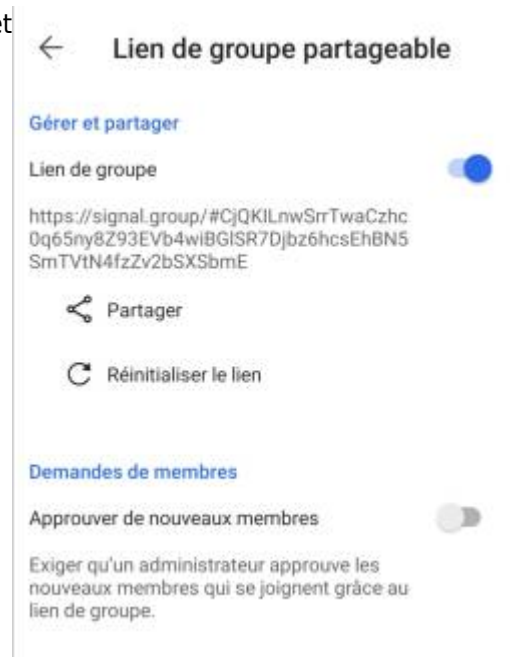 et
Lien de groupe partageable
Gérer et partager
Lien de groupe
https://signal.group/#CjQKILnwSrrTwaCzhc
0q65ny8Z93EVb4wiBGISR7Djbz6hcsEhBN5
SmTVtN4fzZv2bSXSbmE
Partager
Réinitialiser le lien
Demandes de membres
Approuver de nouveaux membres
Exiger qu'un administrateur approuve les
nouveaux membres qui se joignent grâce au
lien de groupe.